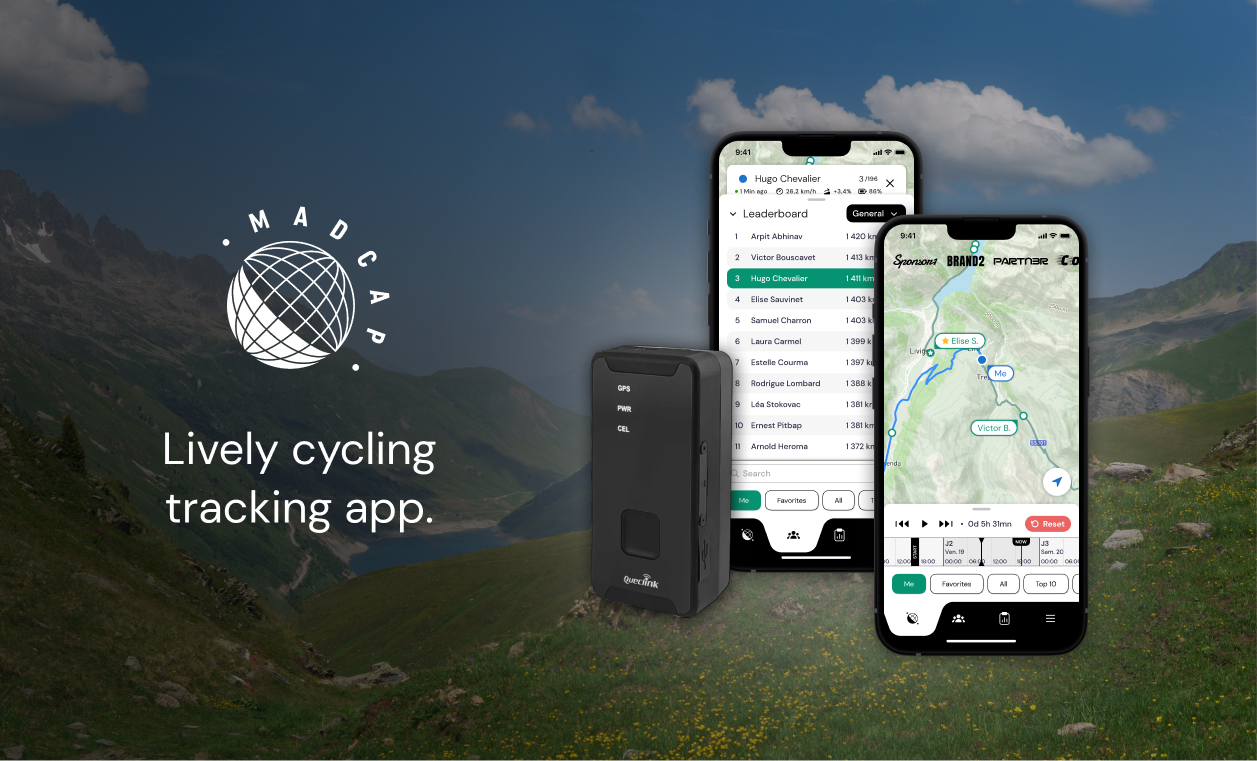 MADCAP
Lively cycling
tracking app.
GPS
PWR
CEL
Queclink
9:41
Hugo Chevalier 3/196
1 Min ago 26,2 km/h +3,4% 86%
Leaderboard General
1 Arpit Abhinav 1 420 km
2 Victor Bouscavet 1 413 km
3 Hugo Chevalier 1 411 km
4 Elise Sauvinet 1 403
5 Samuel Charron 1 403
6 Laura Carmel 1 399
7 Estelle Courma 1 397
8 Rodrigue Lombard 1 388
9 Léa Stokovac 1 381
10 Ernest Pitbap 1 381
11 Arnold Heroma 1 372
Search
Me Favorites All T
9:41
Sponsor1 BRAND2 PARTN3R
Elise S.
Livig
Me
Tre
Victor B.
SS301
enda
0d 5h 31mn Reset
J2 NOW J3
Ven. 19 Sam. 20
START
12:00 18:00 00:00 06:00 12:00 18:00 00:00 06:0
Me Favorites All Top 10